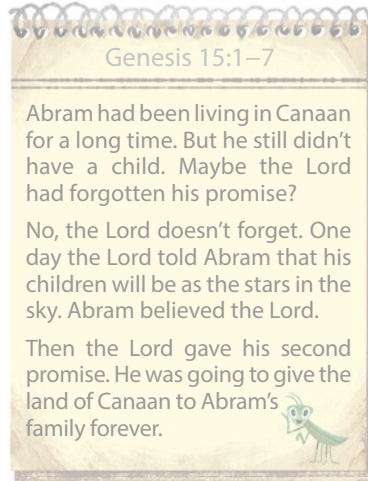 Genesis 15:1–7
Abram had been living in Canaan
for a long time. But he still didn’t
have a child. Maybe the Lord
had forgotten his promise?
No, the Lord doesn’t forget. One
day the Lord told Abram that his
children will be as the stars in the
sky. Abram believed the Lord.
Then the Lord gave his second
promise. He was going to give the
land of Canaan to Abram’s
family forever.